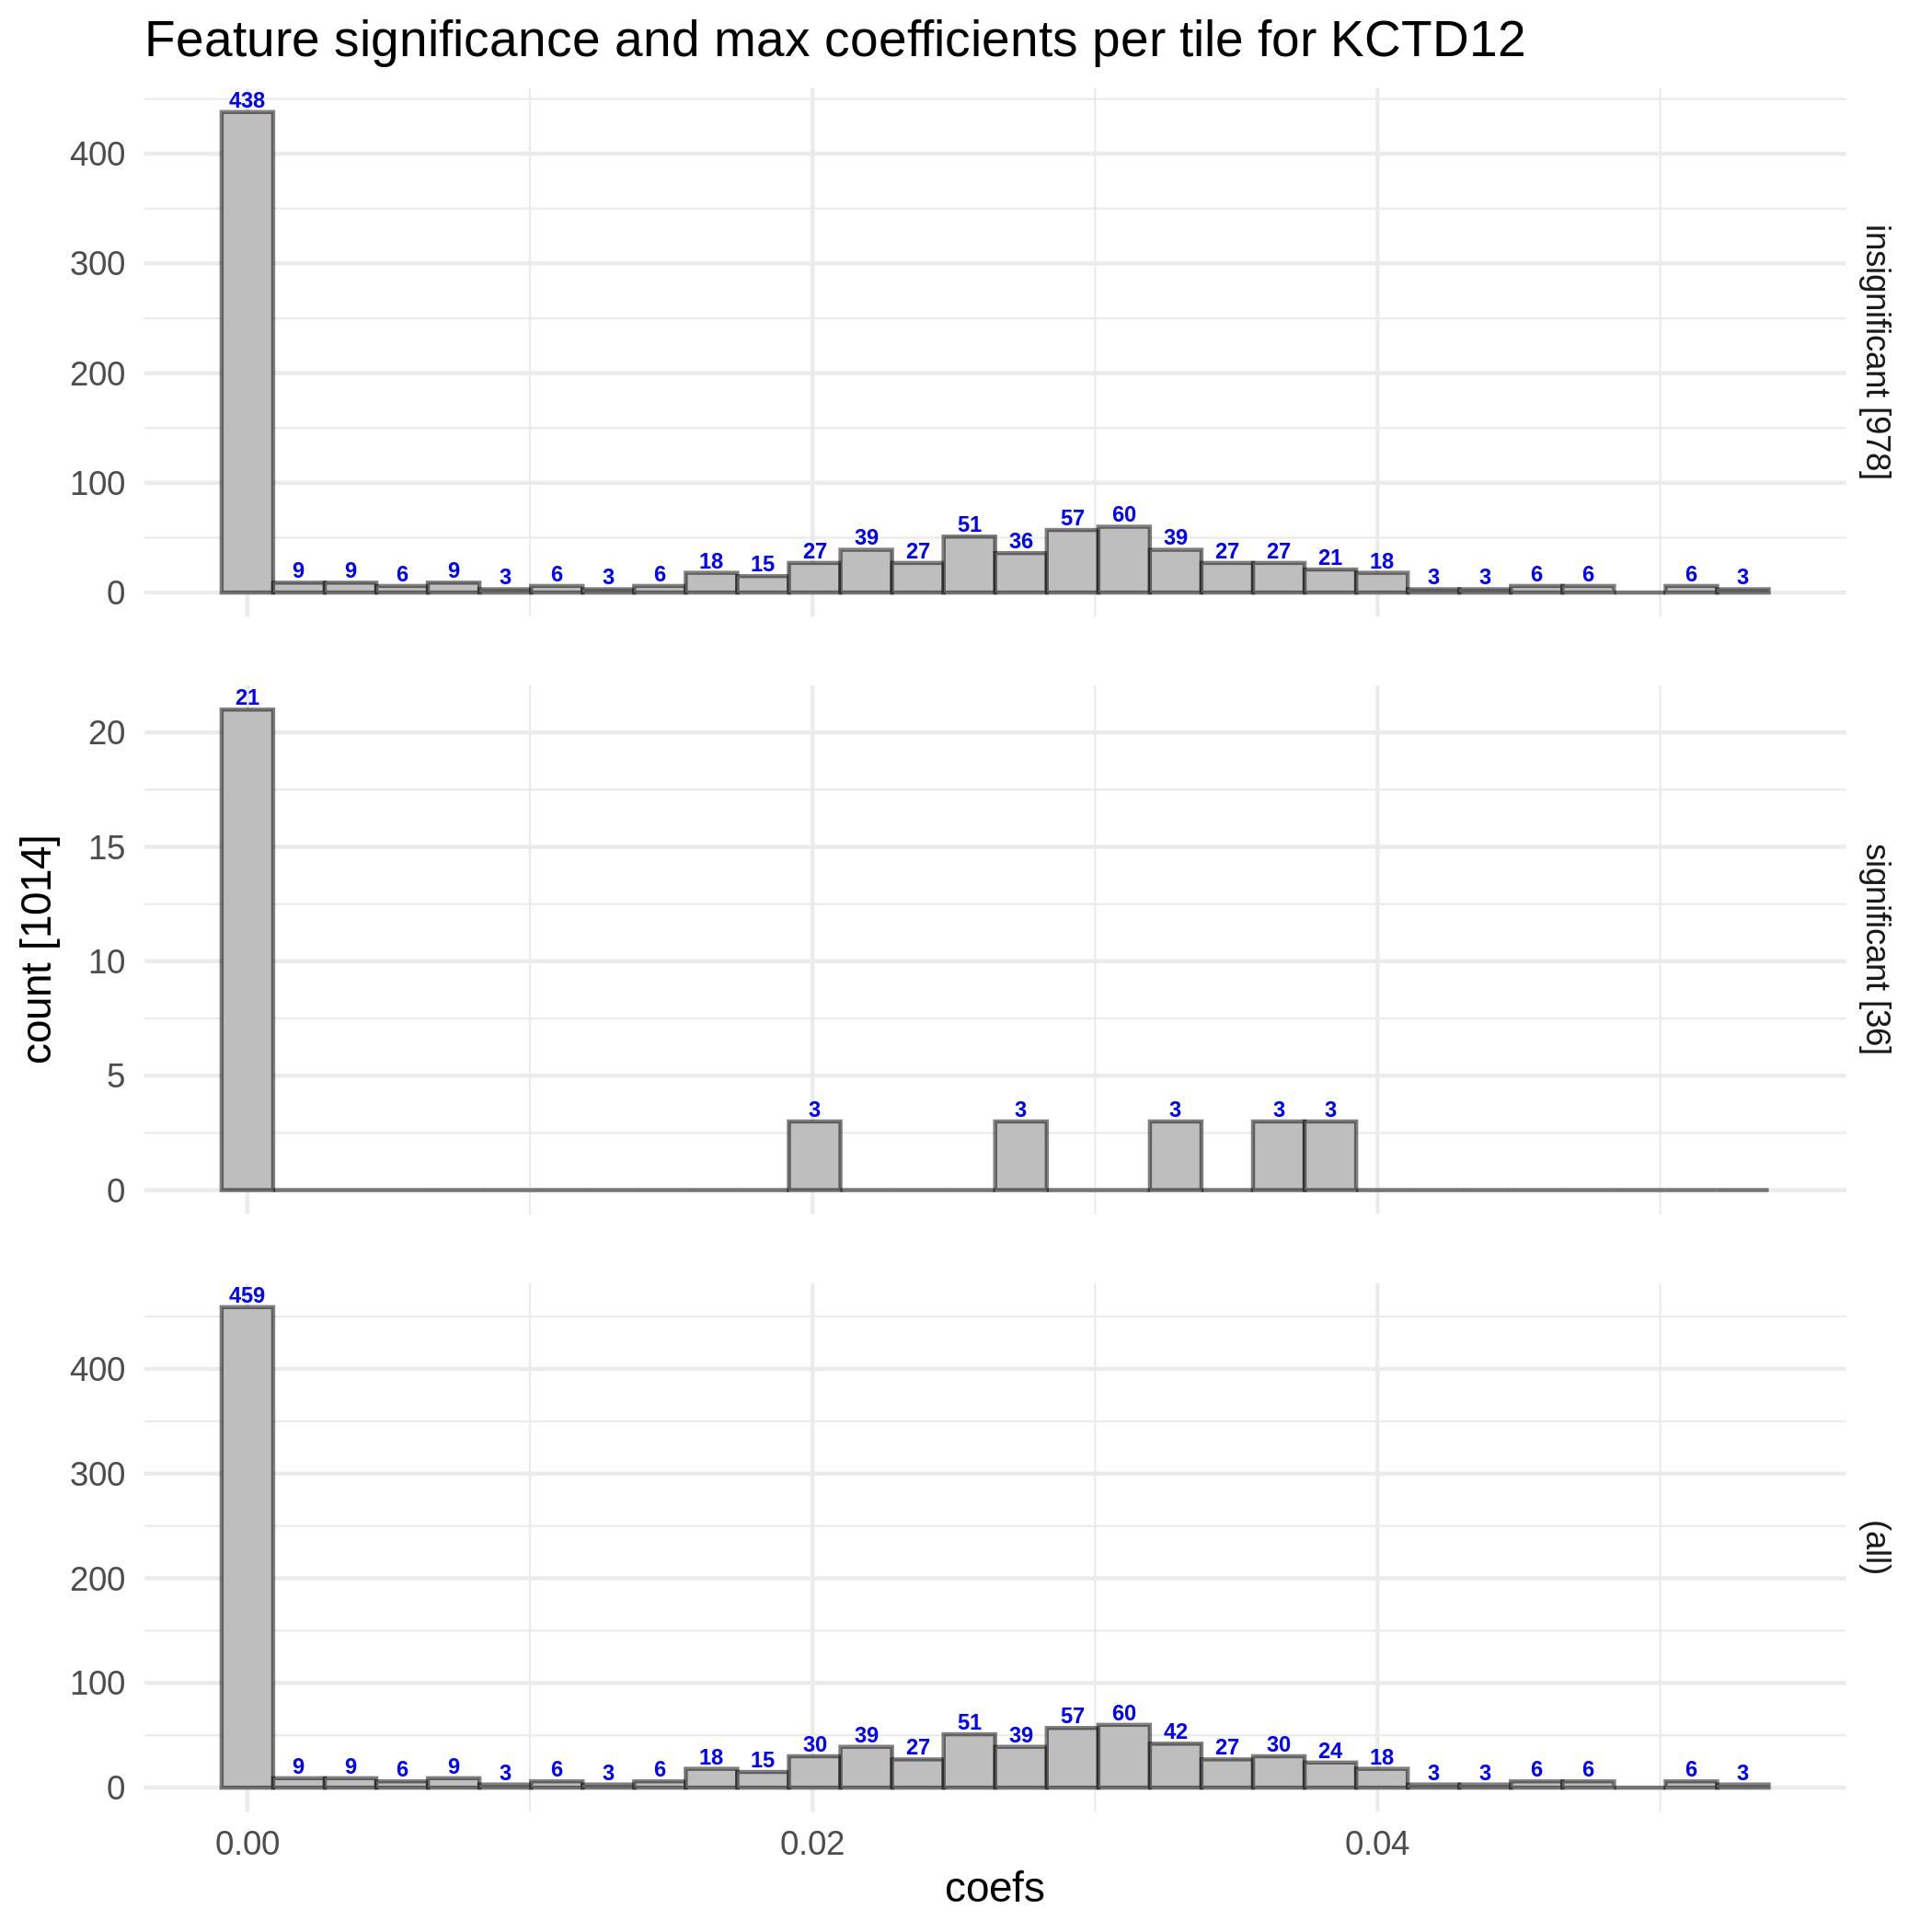 Feature significance and max coefficients per tile for KCTD12
438
400
300
200
100
0
9 9 6 9 3 6 3 6 18 15 27 39 27 51 36 57 60 39 27 27 21 18 3 3 6 6 6 3
insignificant [978]
21
20
15
10
5
0
3 3 3 3 3
significant [36]
count [1014]
459
400
300
200
100
0
9 9 6 9 3 6 3 6 18 15 30 39 27 51 39 57 60 42 27 30 24 18 3 3 6 6 6 3
(all)
0.00 0.02 0.04
coefs